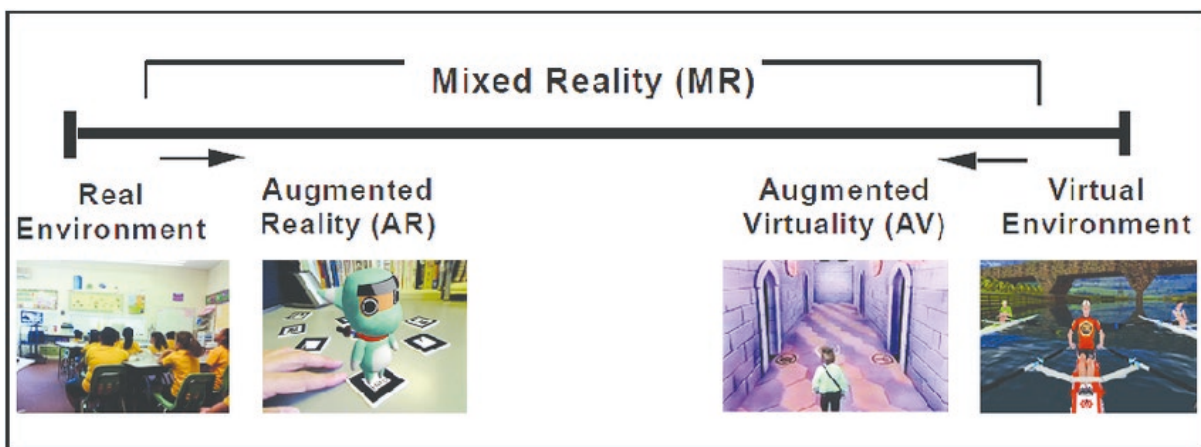 Mixed Reality (MR)
Real
Environment
Augmented
Reality (AR)
Augmented
Virtuality (AV)
Virtual
Environment